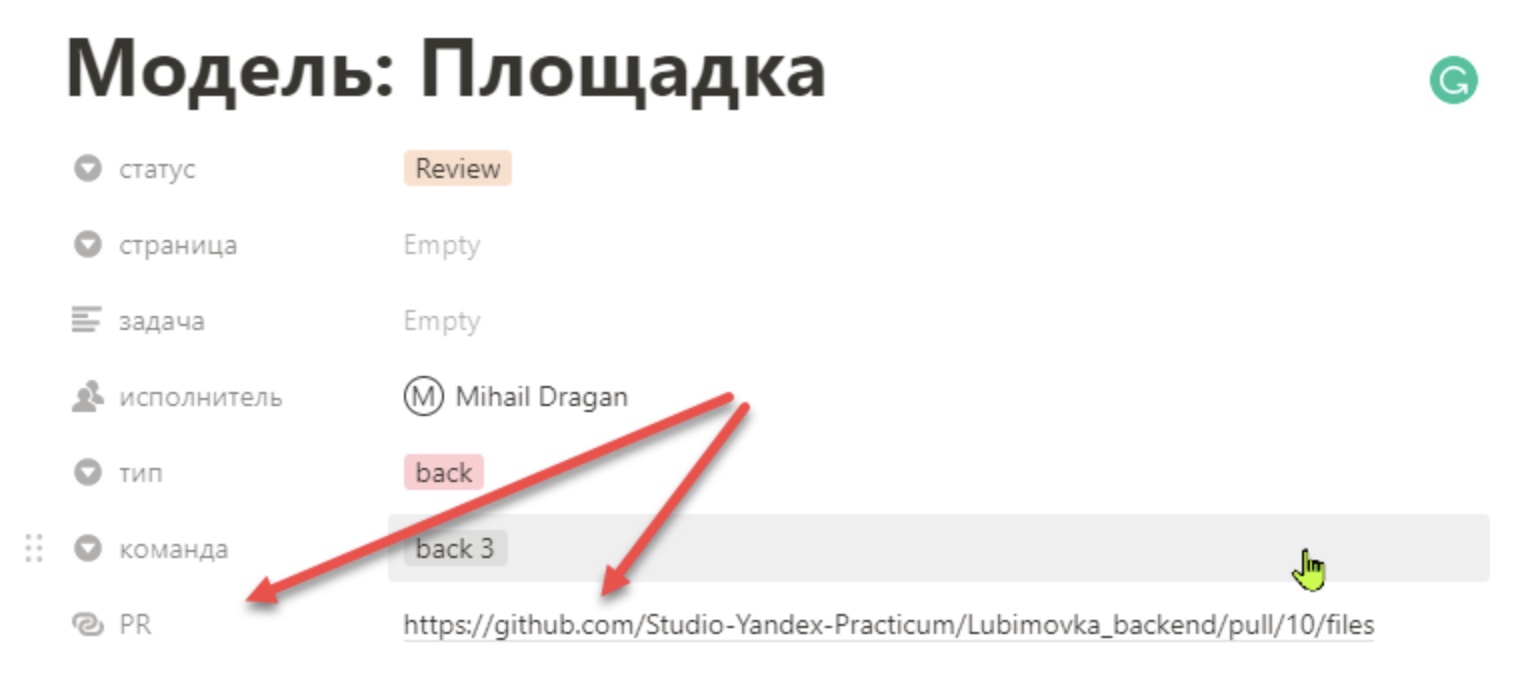 Модель: Площадка
статус Review
страница Empty
задача Empty
исполнитель M Mihail Dragan
тип back
команда back 3
PR https://github.com/Studio-Yandex-Practicum/Lubimovka_backend/pull/10/files